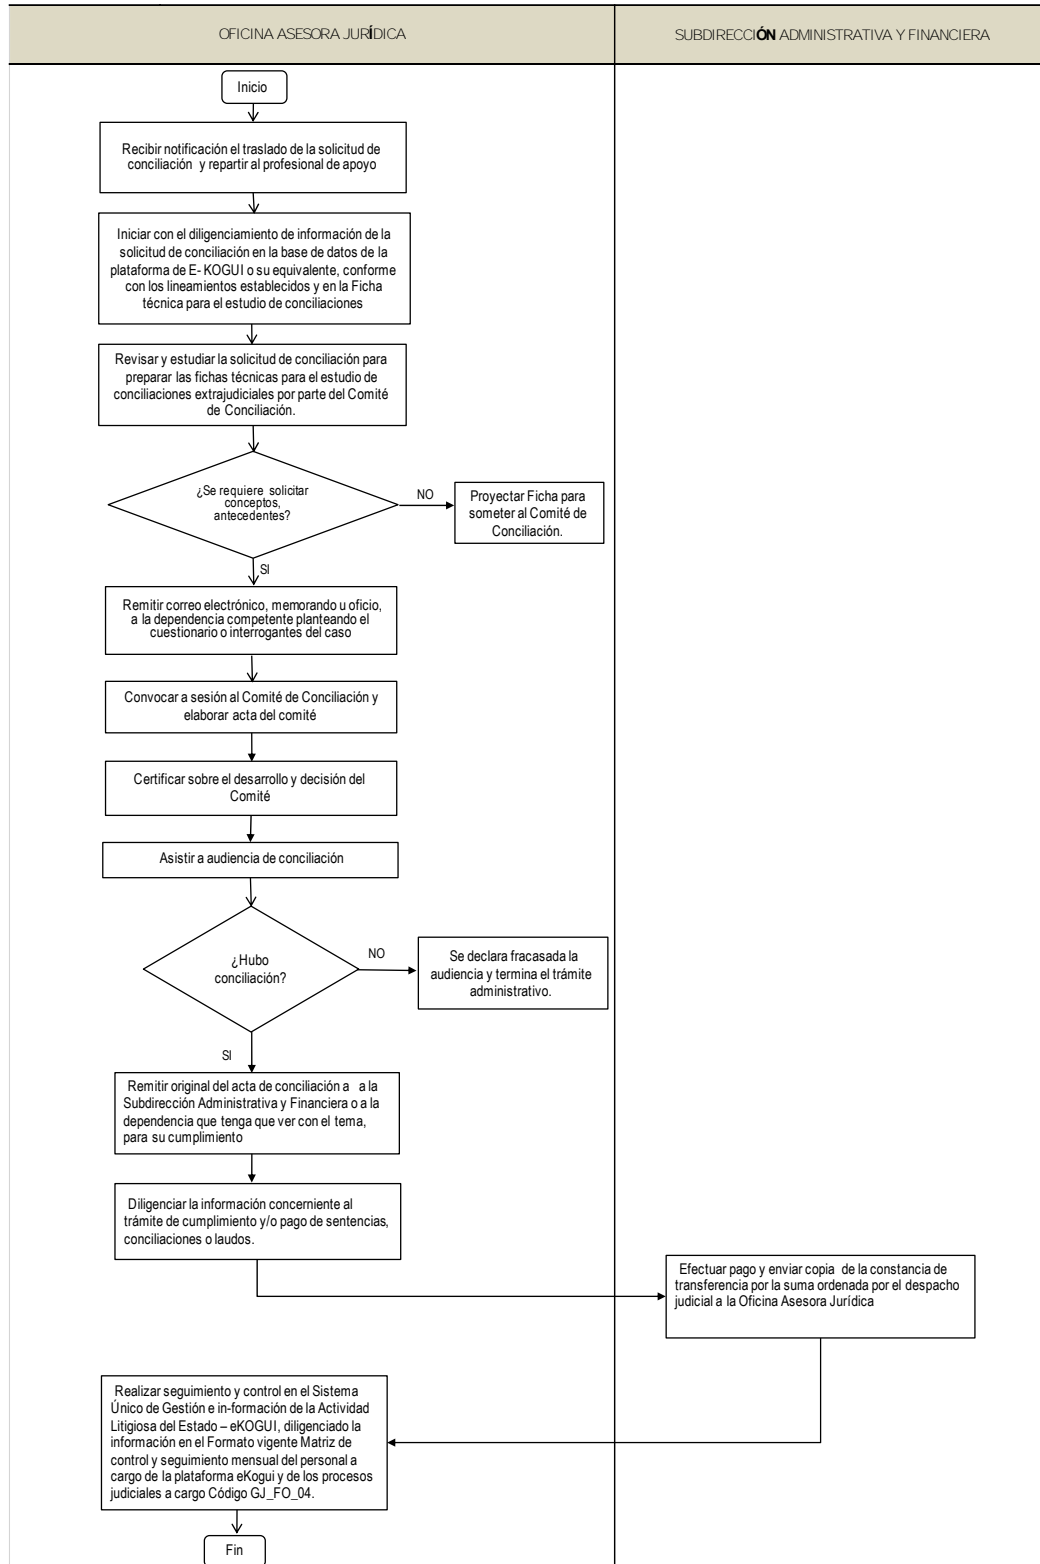 OFICINA ASESORA JURÍDICA
SUBDIRECCIÓN ADMINISTRATIVA Y FINANCIERA
Inicio
Recibir notificación el traslado de la solicitud de
conciliación y repartir al profesional de apoyo
Iniciar con el diligenciamiento de información de la
solicitud de conciliación en la base de datos de la
plataforma de E- KOGUI o su equivalente, conforme
con los lineamientos establecidos y en la Ficha
técnica para el estudio de conciliaciones
Revisar y estudiar la solicitud de conciliación para
preparar las fichas técnicas para el estudio de
conciliaciones extrajudiciales por parte del Comité
de Conciliación.
¿Se requiere solicitar
conceptos,
antecedentes?
NO
Proyectar Ficha para
someter al Comité de
Conciliación.
SI
Remitir correo electrónico, memorando u oficio,
a la dependencia competente planteando el
cuestionario o interrogantes del caso
Convocar a sesión al Comité de Conciliación y
elaborar acta del comité
Certificar sobre el desarrollo y decisión del
Comité
Asistir a audiencia de conciliación
¿Hubo
conciliación?
NO
Se declara fracasada la
audiencia y termina el trámite
administrativo.
SI
Remitir original del acta de conciliación a a la
Subdirección Administrativa y Financiera o a la
dependencia que tenga que ver con el tema,
para su cumplimiento
Diligenciar la información concerniente al
trámite de cumplimiento y/o pago de sentencias,
conciliaciones o laudos.
Efectuar pago y enviar copia de la constancia de
transferencia por la suma ordenada por el despacho
judicial a la Oficina Asesora Jurídica
Realizar seguimiento y control en el Sistema
Único de Gestión e in-formación de la Actividad
Litigiosa del Estado – eKOGUI, diligenciado la
información en el Formato vigente Matriz de
control y seguimiento mensual del personal a
cargo de la plataforma eKogui y de los procesos
judiciales a cargo Código GJ_FO_04.
Fin